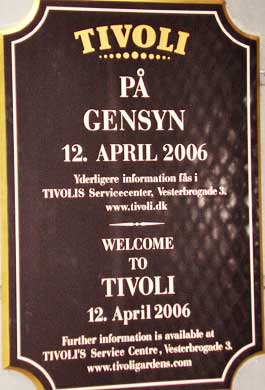 TIVOLI
PÅ
GENSYN
12. APRIL 2006
Yderligere information fås i
TIVOLIS Servicecenter, Vesterbrogade 3.
www.tivoli.dk
WELCOME
TO
TIVOLI
12. April 2006
Further information is available at
TIVOLI'S Service Centre, Vesterbrogade 3.
www.tivoligardens.com